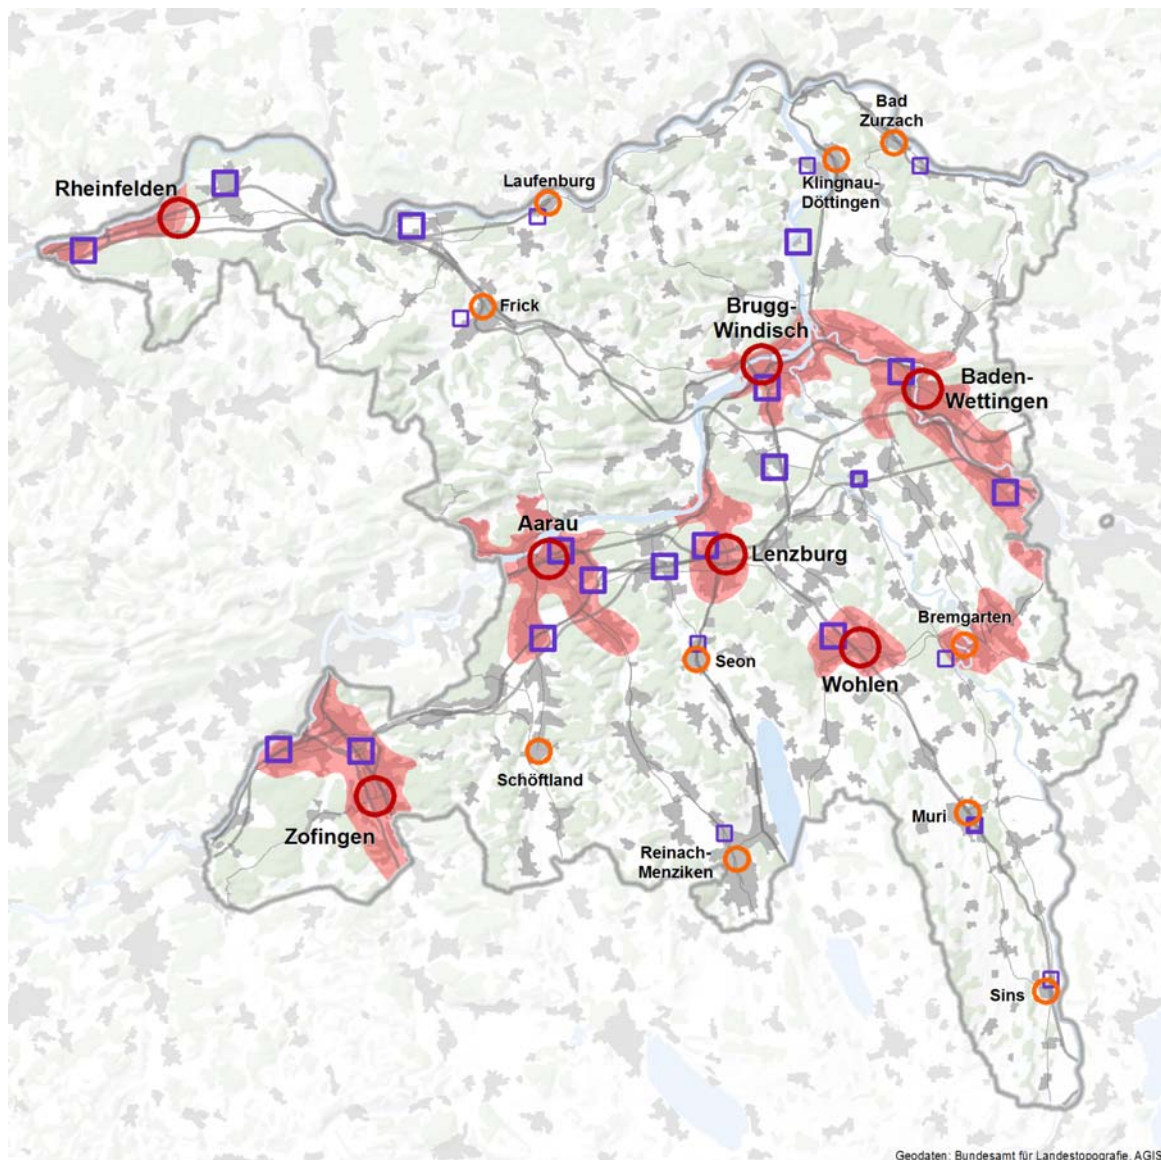 Bad
Zurzach
Rheinfelden
Laufenburg
Klingnau-
Döttingen
Frick
Brugg-
Windisch
Baden-
Wettingen
Aarau
Lenzburg
Bremgarten
Seon
Wohlen
Schöftland
Muri
Zofingen
Reinach-
Menziken
Sins
Geodaten: Bundesamt für Landestopografie, AGIS